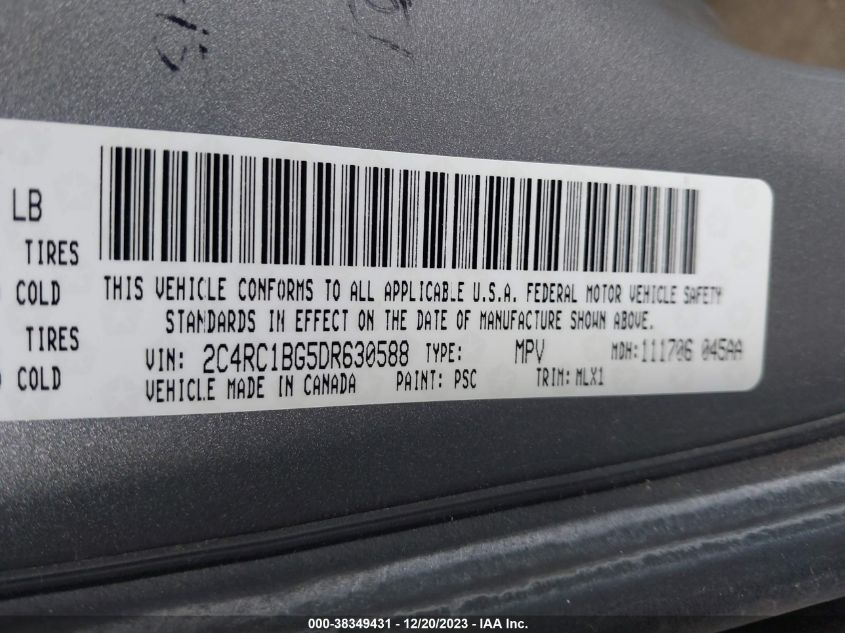 LB
TIRES
COLD
TIRES
COLD
THIS VEHICLE CONFORMS TO ALL APPLICABLE U.S.A. FEDERAL MOTOR VEHICLE SAFETY
STANDARDS IN EFFECT ON THE DATE OF MANUFACTURE SHOWN ABOVE.
VIN: 2C4RC1BG5DR630588 TYPE: MPV MDH:111706 045AA
VEHICLE MADE IN CANADA PAINT: PSC TRIM: MLX1
000-38349431 - 12/20/2023 - IAA Inc.